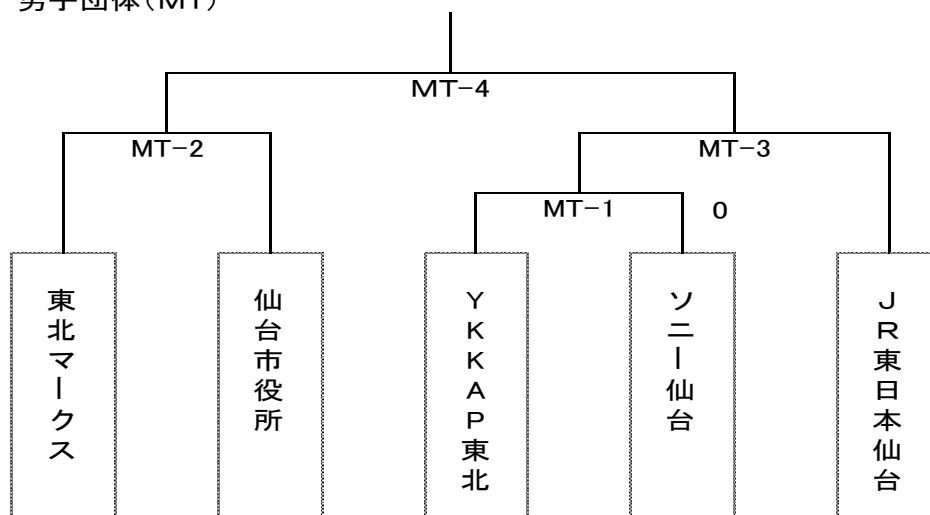 男子団体(MT)
MT-4
MT-2
MT-3
MT-1
0
東北マークス
仙台市役所
YKKAP東北
ソニー仙台
JR東日本仙台